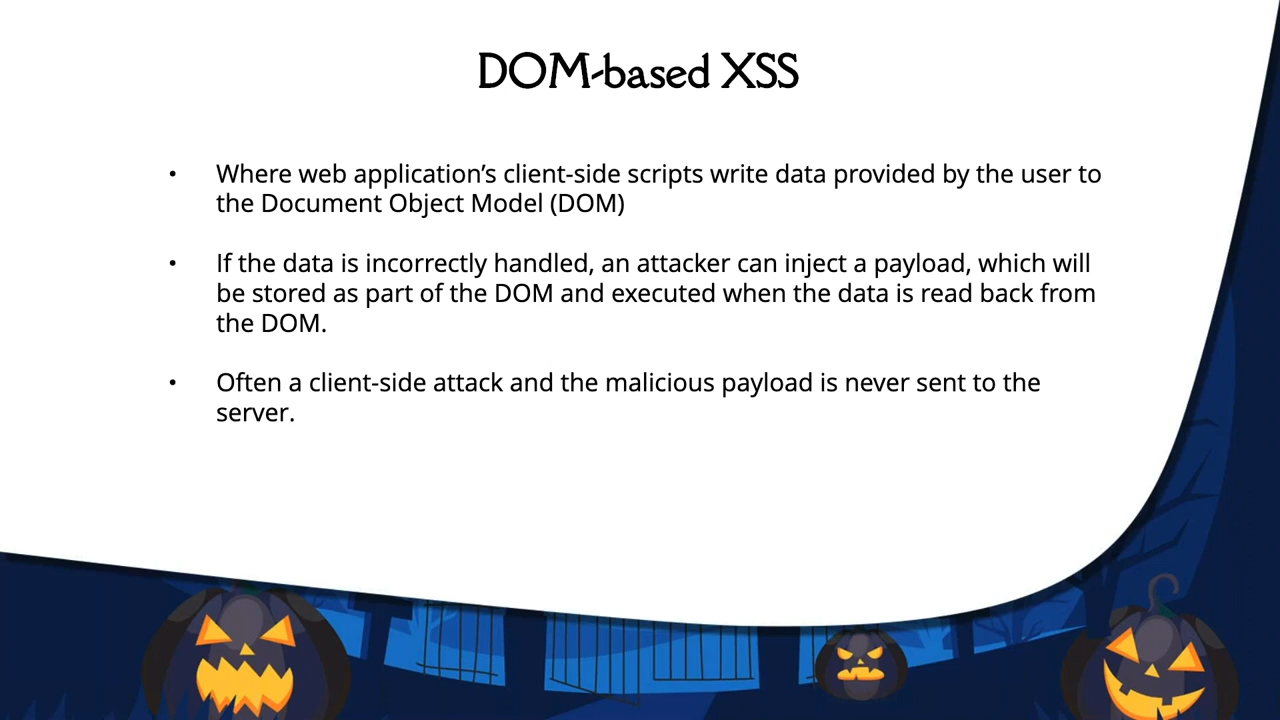 DOM-based XSS
• Where web application’s client-side scripts write data provided by the user to
the Document Object Model (DOM)
• If the data is incorrectly handled, an attacker can inject a payload, which will
be stored as part of the DOM and executed when the data is read back from
the DOM.
• Often a client-side attack and the malicious payload is never sent to the
server.